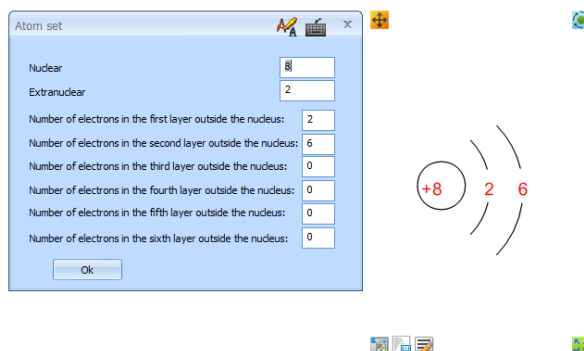 Atom set
x
Nuclear 8
Extranuclear 2
Number of electrons in the first layer outside the nucleus: 2
Number of electrons in the second layer outside the nucleus: 6
Number of electrons in the third layer outside the nucleus: 0
Number of electrons in the fourth layer outside the nucleus: 0
Number of electrons in the fifth layer outside the nucleus: 0
Number of electrons in the sixth layer outside the nucleus: 0
Ok
+8 2 6